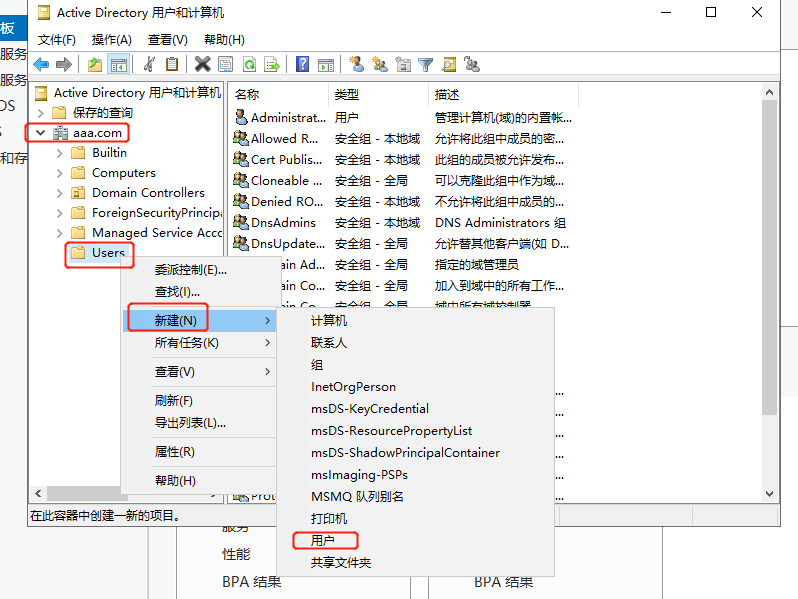 Active Directory 用户和计算机
文件(F) 操作(A) 查看(V) 帮助(H)
板
服务
服务
DS
和存
Active Directory 用户和计算机
保存的查询
aaa.com
Builtin
Computers
Domain Controllers
ForeignSecurityPrincipa
Managed Service Acco
Users
名称 类型 描述
Administrat... 用户 管理计算机(域)的内置帐...
Allowed R... 安全组 - 本地域 允许将此组中成员的密...
Cert Publis... 安全组 - 本地域 此组的成员被允许发布...
Cloneable ... 安全组 - 全局 可以克隆此组中作为域...
Denied RO... 安全组 - 本地域 不允许将此组中成员的...
DnsAdmins 安全组 - 本地域 DNS Administrators 组
DnsUpdate... 安全组 - 全局 允许替其他客户端(如 D...
ain Ad... 安全组 - 全局 指定的域管理员
ain Co... 安全组 - 全局 加入到域中的所有工作...
ain Co... 安全组 - 全局 域中所有域控制器
Proto
委派控制(E)...
查找(I)...
新建(N)
所有任务(K)
查看(V)
刷新(F)
导出列表(L)...
属性(R)
帮助(H)
计算机
联系人
组
InetOrgPerson
msDS-KeyCredential
msDS-ResourcePropertyList
msDS-ShadowPrincipalContainer
msImaging-PSPs
MSMQ 队列别名
打印机
用户
共享文件夹
在此容器中创建一新的项目。
服务
性能
BPA 结果
BPA 结果